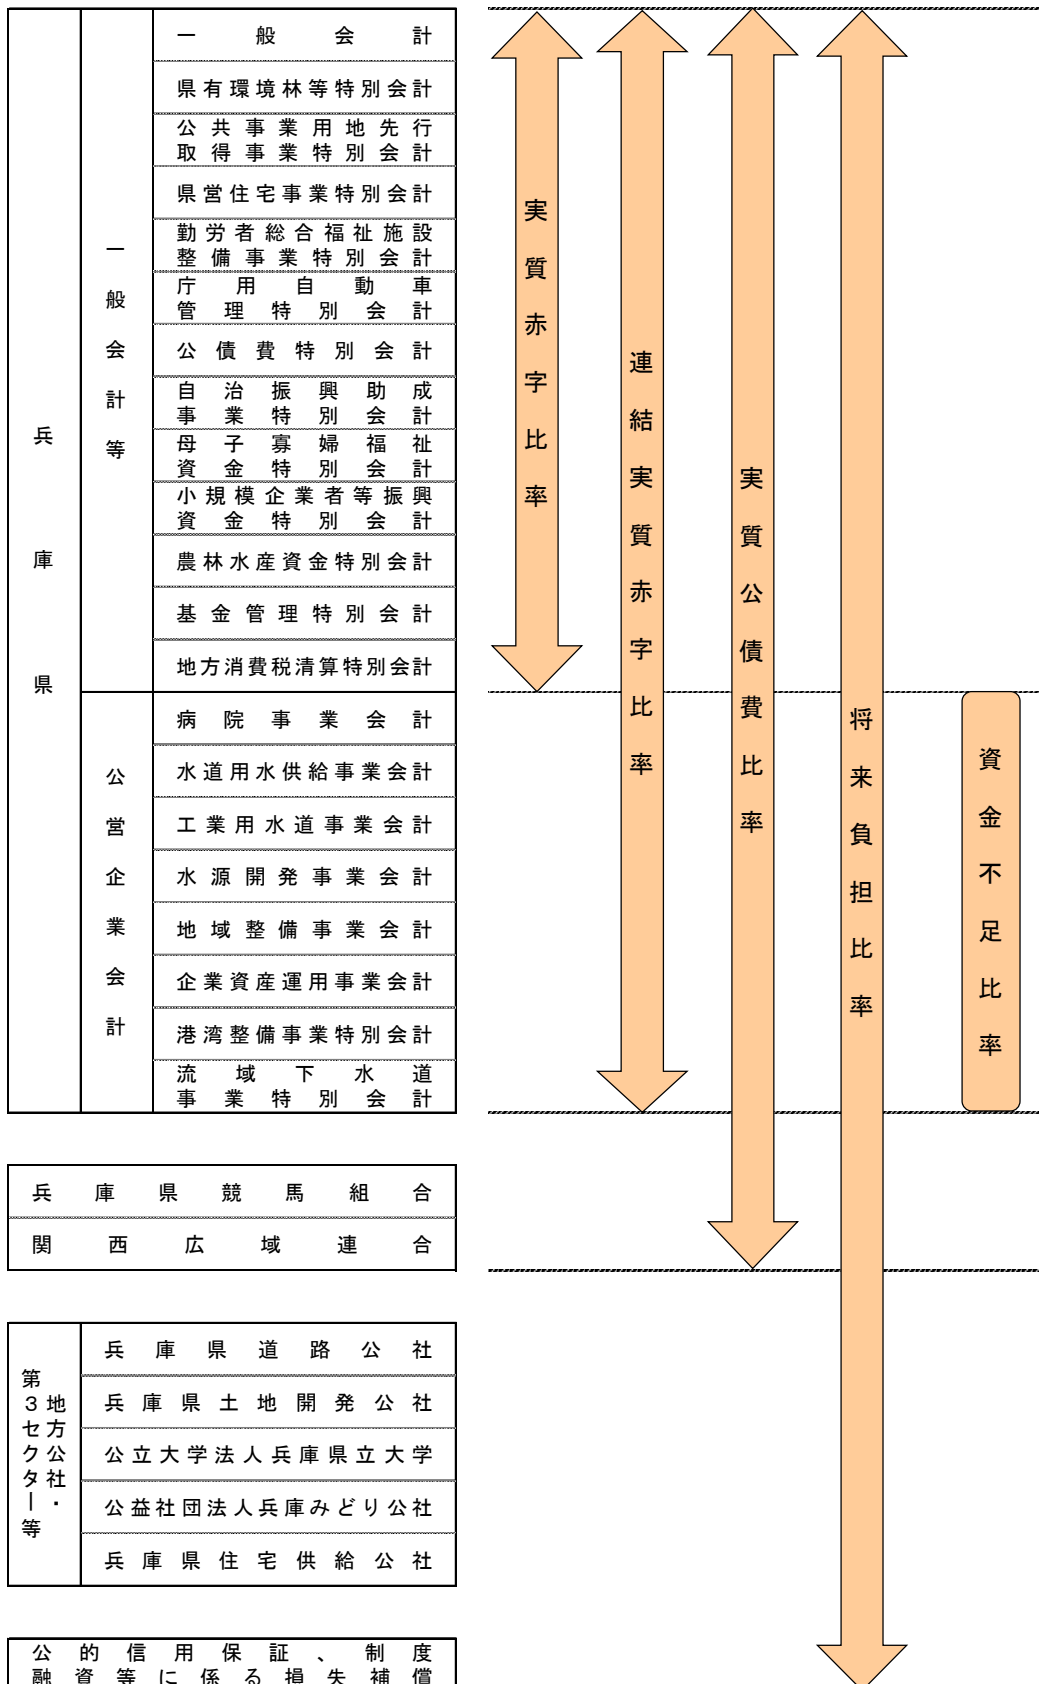 兵庫県
一般会計等
一般会計
県有環境林等特別会計
公共事業用地先行
取得事業特別会計
県営住宅事業特別会計
勤労者総合福祉施設
整備事業特別会計
庁用自動車
管理特別会計
公債費特別会計
自治振興助成
事業特別会計
母子寡婦福祉
資金特別会計
小規模企業者等振興
資金特別会計
農林水産資金特別会計
基金管理特別会計
地方消費税清算特別会計
公営企業会計
病院事業会計
水道用水供給事業会計
工業用水道事業会計
水源開発事業会計
地域整備事業会計
企業資産運用事業会計
港湾整備事業特別会計
流域下水道
事業特別会計
兵庫県競馬組合
関西広域連合
地方公社・
第3セクター等
兵庫県道路公社
兵庫県土地開発公社
公立大学法人兵庫県立大学
公益社団法人兵庫みどり公社
兵庫県住宅供給公社
公的信用保証、制度
融資等に係る損失補償
実質赤字比率
連結実質赤字比率
実質公債費比率
将来負担比率
資金不足比率